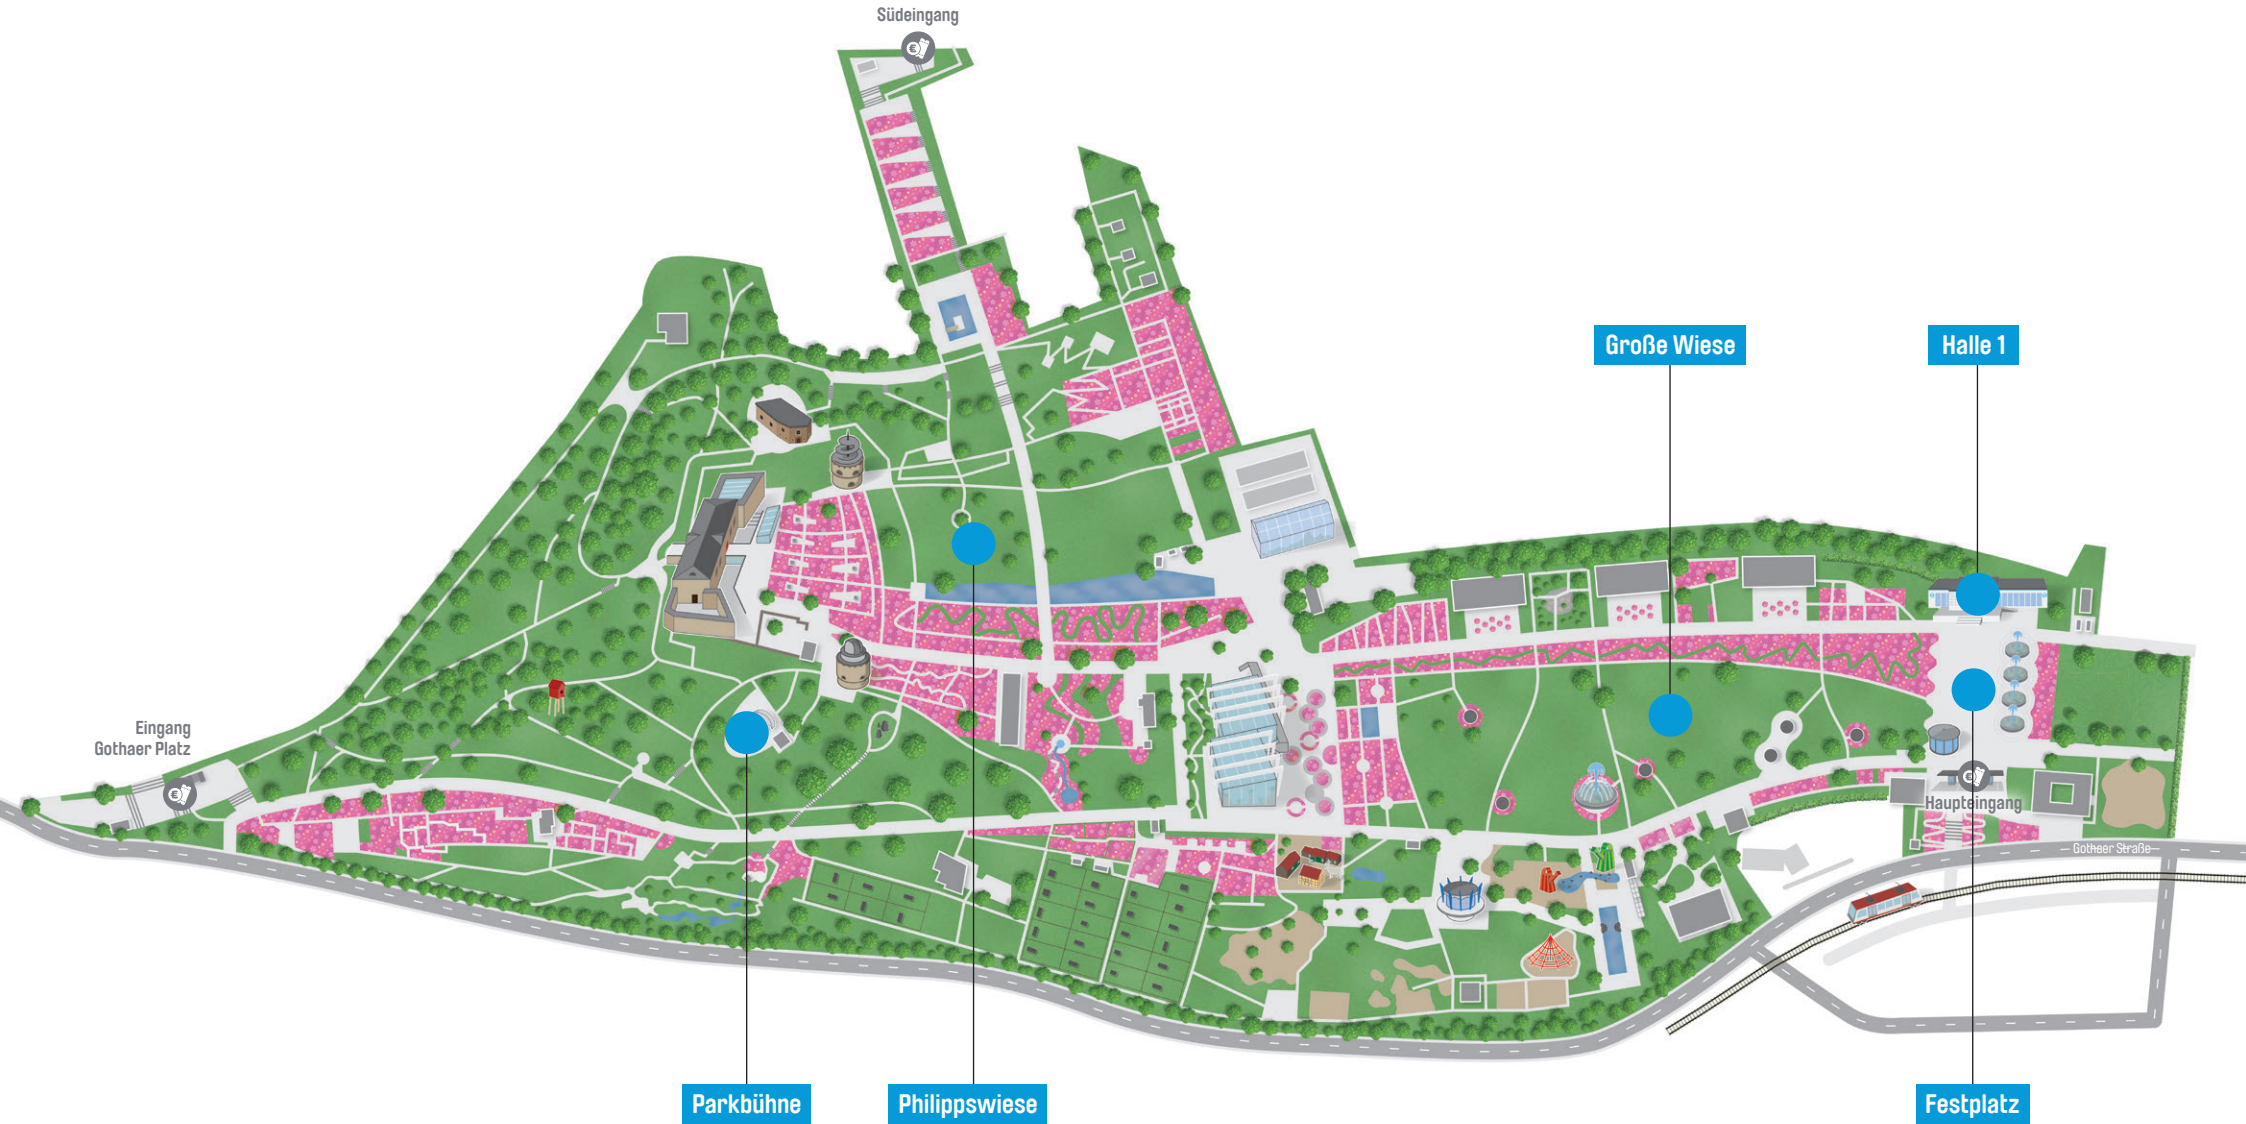 Südeingang
Große Wiese
Halle 1
Eingang
Gothaer Platz
Haupteingang
Gothaer Straße
Parkbühne
Philippswiese
Festplatz